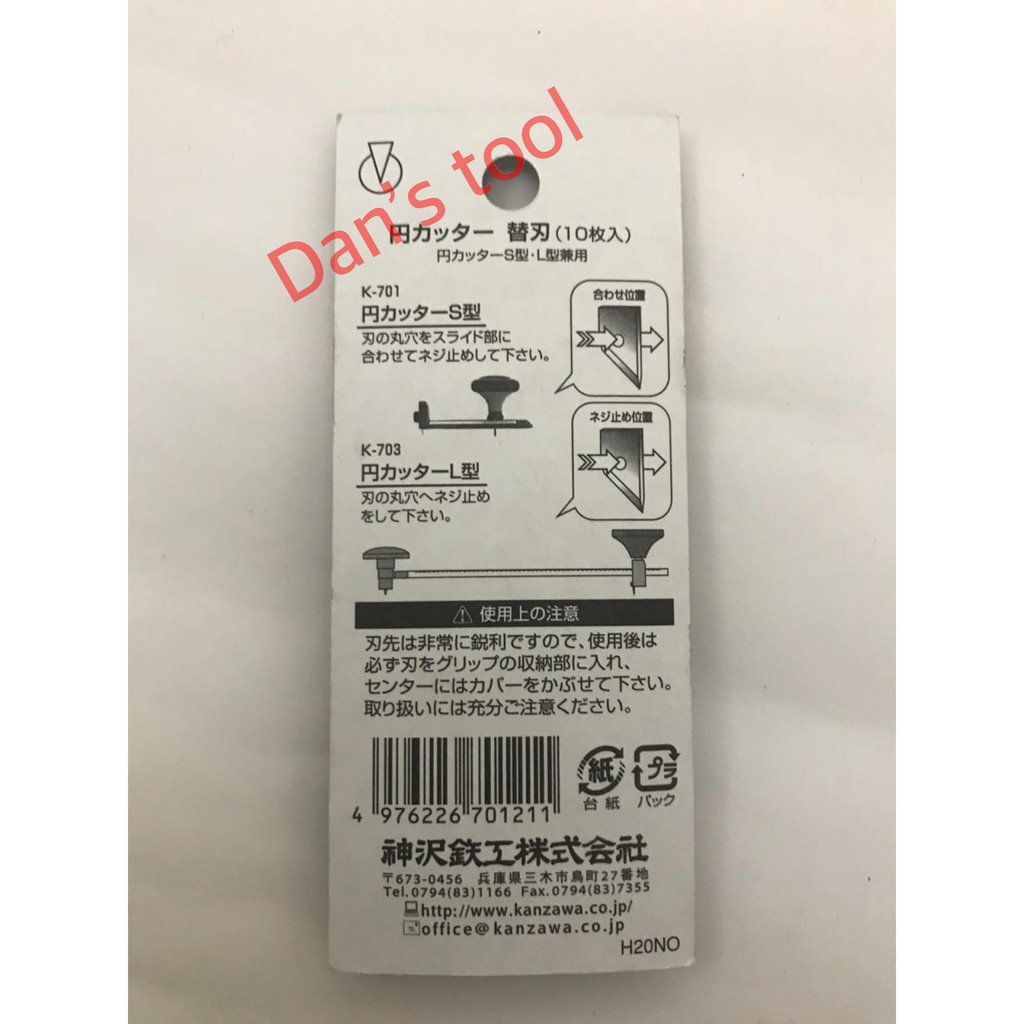 Dan's tool
円カッター 替刃(10枚入)
円カッターS型・L型兼用
K-701
円カッターS型
刃の丸穴をスライド部に
合わせてネジ止めして下さい。
合わせ位置
K-703
円カッターL型
刃の丸穴へネジ止め
をして下さい。
ネジ止め位置
使用上の注意
刃先は非常に鋭利ですので、使用後は
必ず刃をグリップの収納部に入れ、
センターにはカバーをかぶせて下さい。
取り扱いには充分ご注意ください。
4 976226 701211
紙
台紙
プラ
パック
神沢鉄工株式会社
〒673-0456 兵庫県三木市鳥町27番地
Tel.0794(83)1166 Fax.0794(83)7355
http://www.kanzawa.co.jp/
office@kanzawa.co.jp
H20NO